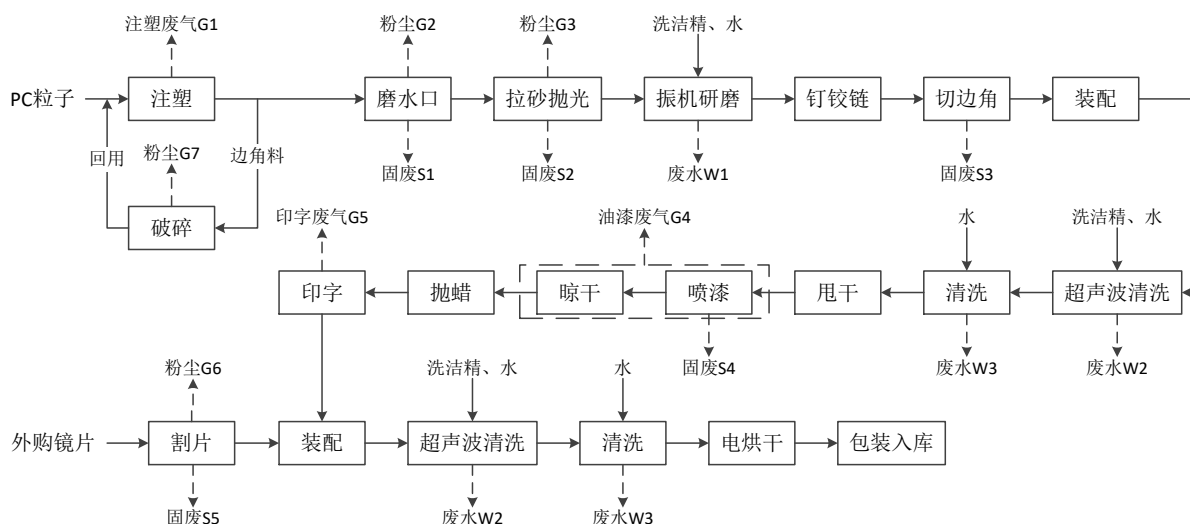 注塑废气G1
粉尘G2
粉尘G3
洗洁精、水
PC粒子
注塑
磨水口
拉砂抛光
振机研磨
钉铰链
切边角
装配
回用
粉尘G7
边角料
固废S1
固废S2
废水W1
固废S3
破碎
印字废气G5
油漆废气G4
水
洗洁精、水
印字
抛蜡
晾干
喷漆
甩干
清洗
超声波清洗
固废S4
废水W3
废水W2
粉尘G6
洗洁精、水
水
外购镜片
割片
装配
超声波清洗
清洗
电烘干
包装入库
固废S5
废水W2
废水W3